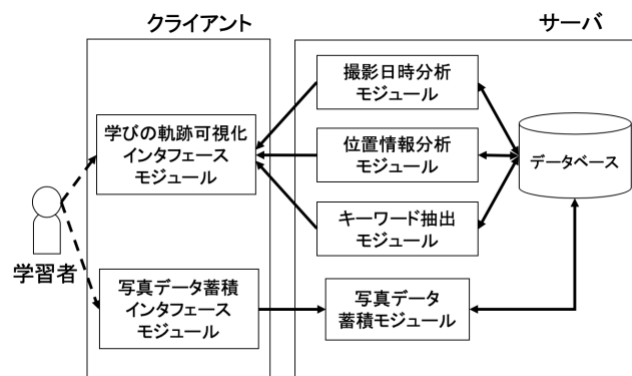 クライアント
サーバ
学びの軌跡可視化
インタフェース
モジュール
撮影日時分析
モジュール
位置情報分析
モジュール
キーワード抽出
モジュール
データベース
学習者
写真データ蓄積
インタフェース
モジュール
写真データ
蓄積モジュール